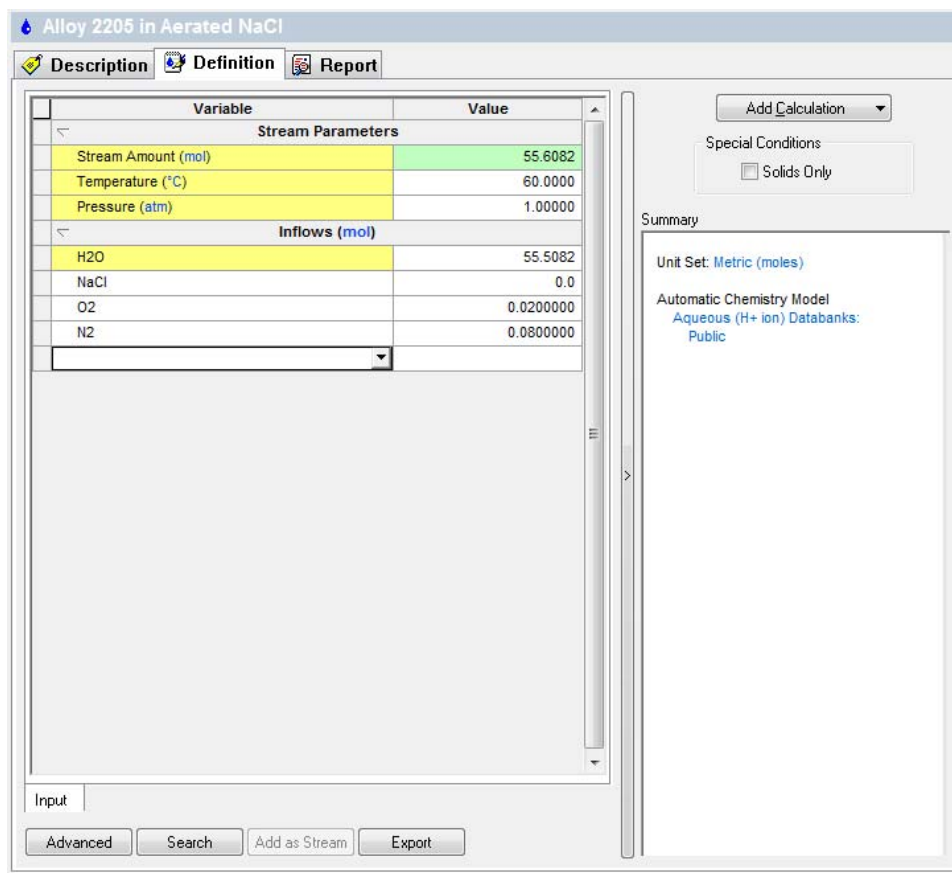 Alloy 2205 in Aerated NaCl
Description Definition Report
Variable Value
Stream Parameters
Stream Amount (mol) 55.6082
Temperature (°C) 60.0000
Pressure (atm) 1.00000
Inflows (mol)
H2O 55.5082
NaCl 0.0
O2 0.0200000
N2 0.0800000
Input
Advanced Search Add as Stream Export
Add Calculation
Special Conditions
Solids Only
Summary
Unit Set: Metric (moles)
Automatic Chemistry Model
Aqueous (H+ ion) Databanks:
Public